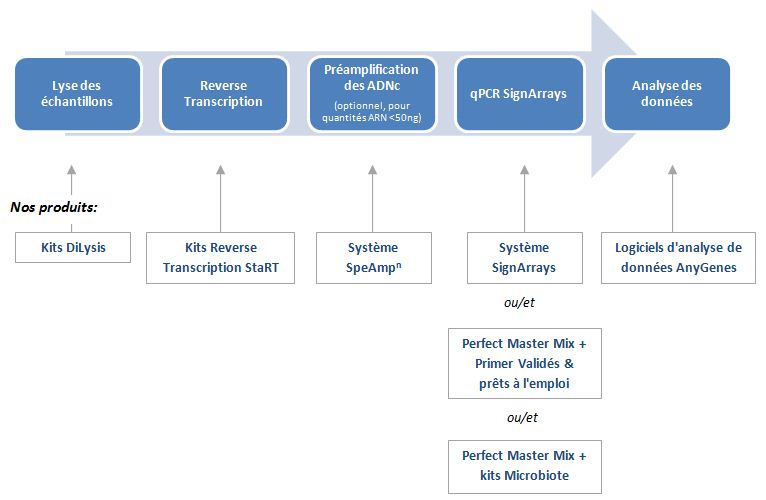 Lyse des
échantillons
Reverse
Transcription
Préamplification
des ADNc
(optionnel, pour
quantités ARN <50ng)
qPCR SignArrays
Analyse des
données
Nos produits:
Kits DiLysis
Kits Reverse
Transcription StaRT
Système
SpeAmpⁿ
Système
SignArrays
ou/et
Perfect Master Mix +
Primer Validés &
prêts à l'emploi
ou/et
Perfect Master Mix +
kits Microbiote
Logiciels d'analyse de
données AnyGenes